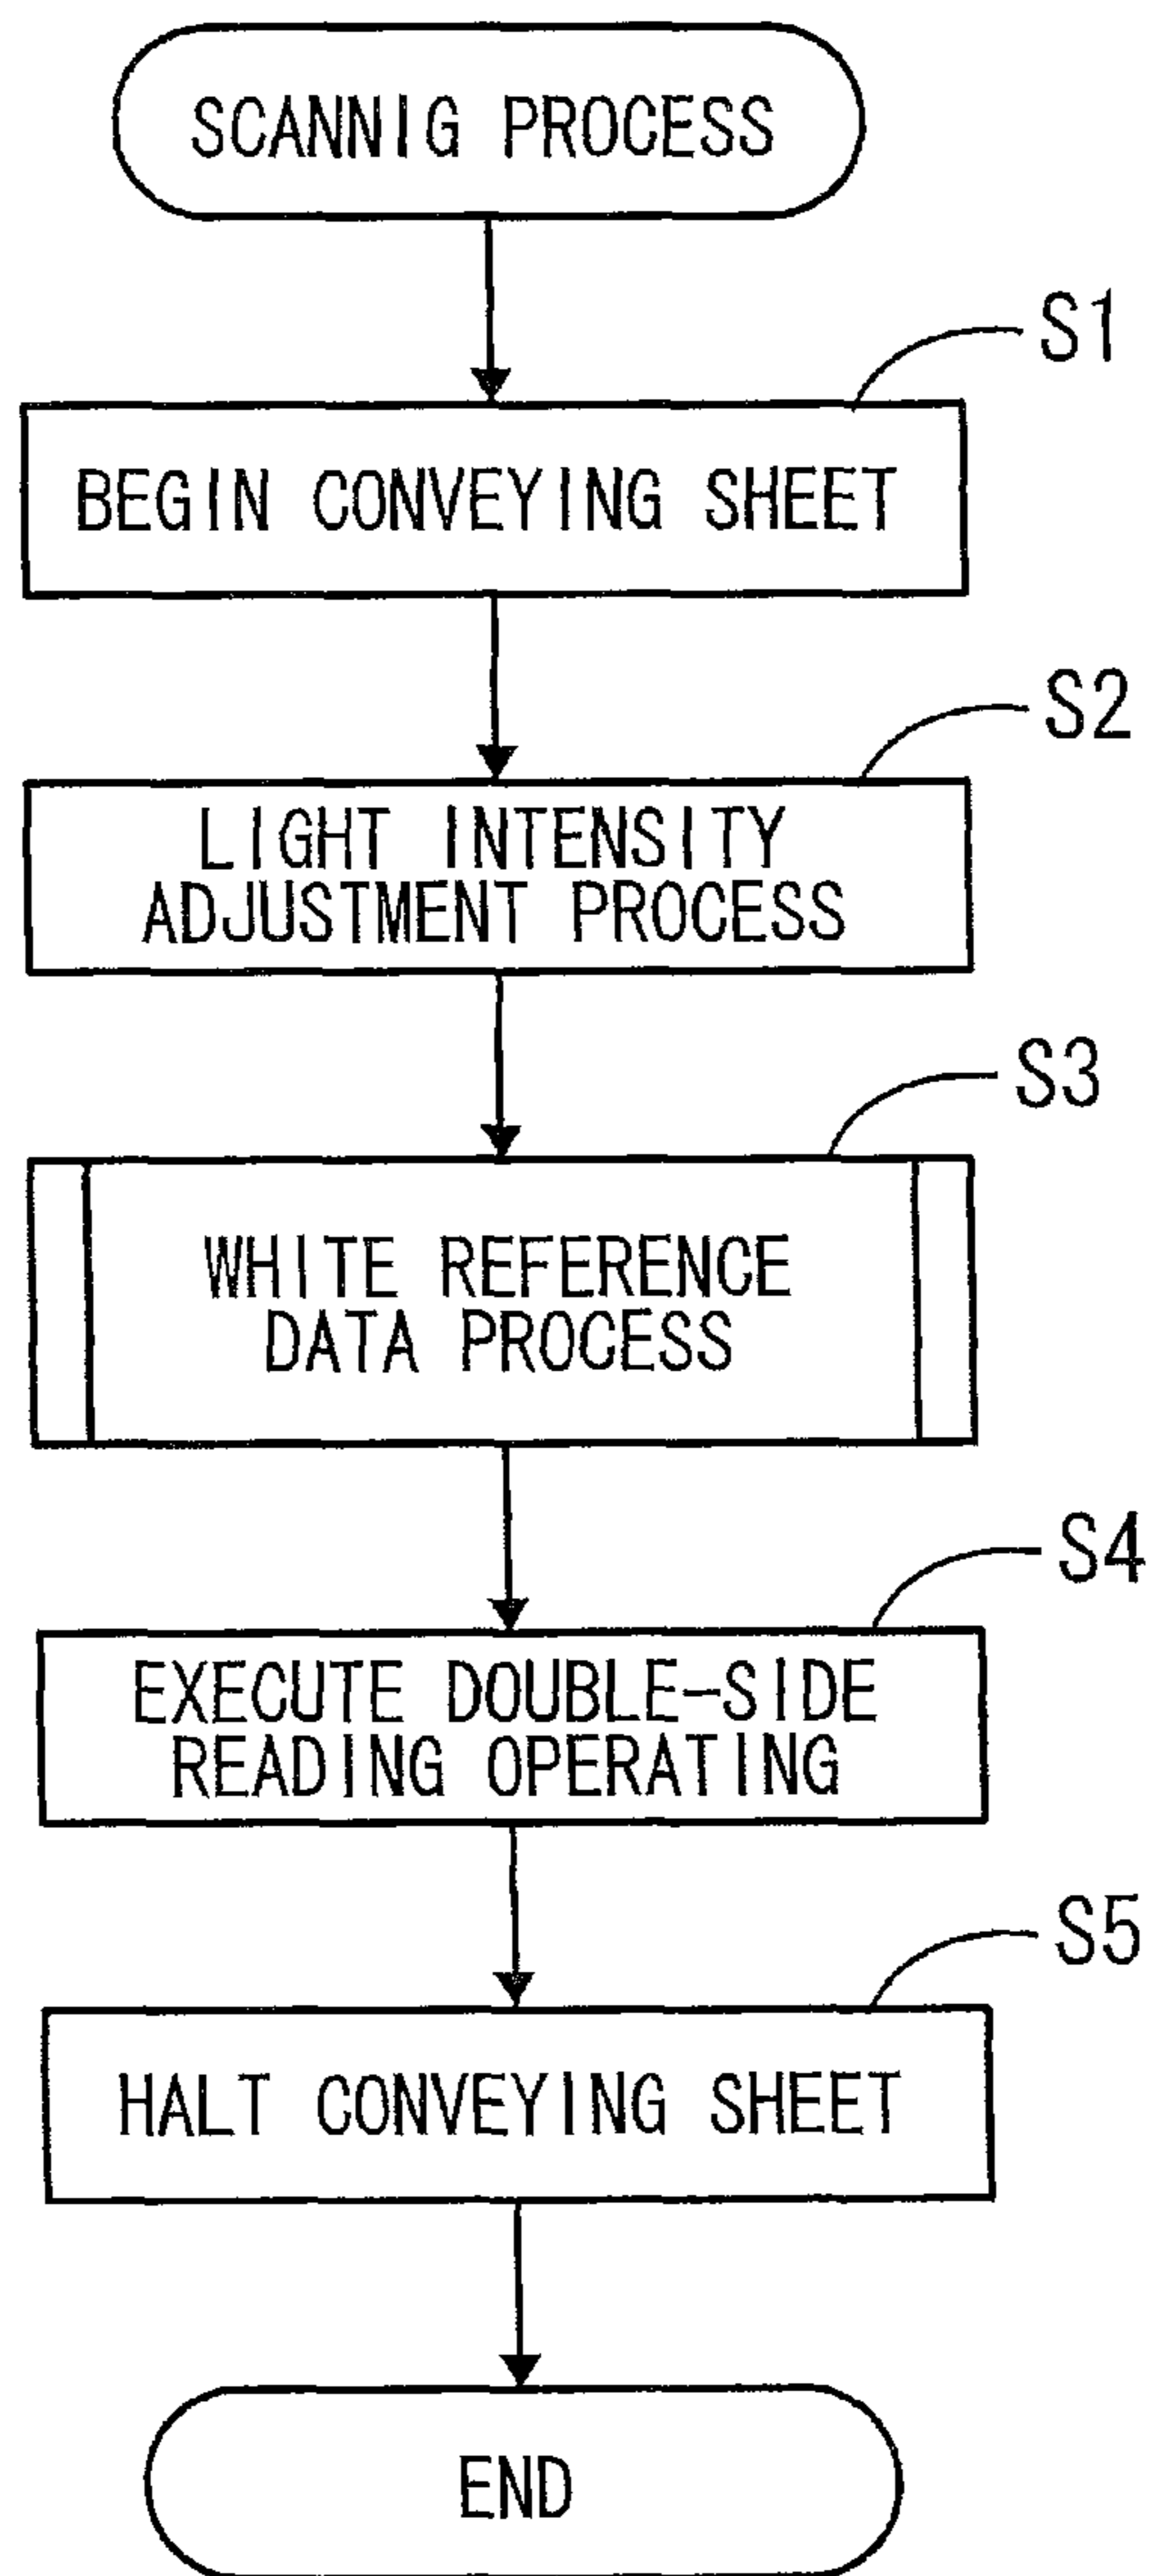 SCANNIG PROCESS
S1
BEGIN CONVEYING SHEET
S2
LIGHT INTENSITY
ADJUSTMENT PROCESS
S3
WHITE REFERENCE
DATA PROCESS
S4
EXECUTE DOUBLE-SIDE
READING OPERATING
S5
HALT CONVEYING SHEET
END